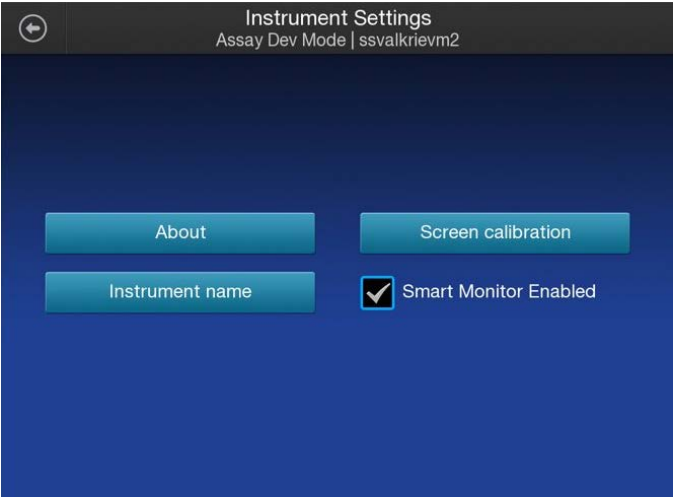 Instrument Settings
Assay Dev Mode | ssvalkrievm2
About
Screen calibration
Instrument name
Smart Monitor Enabled